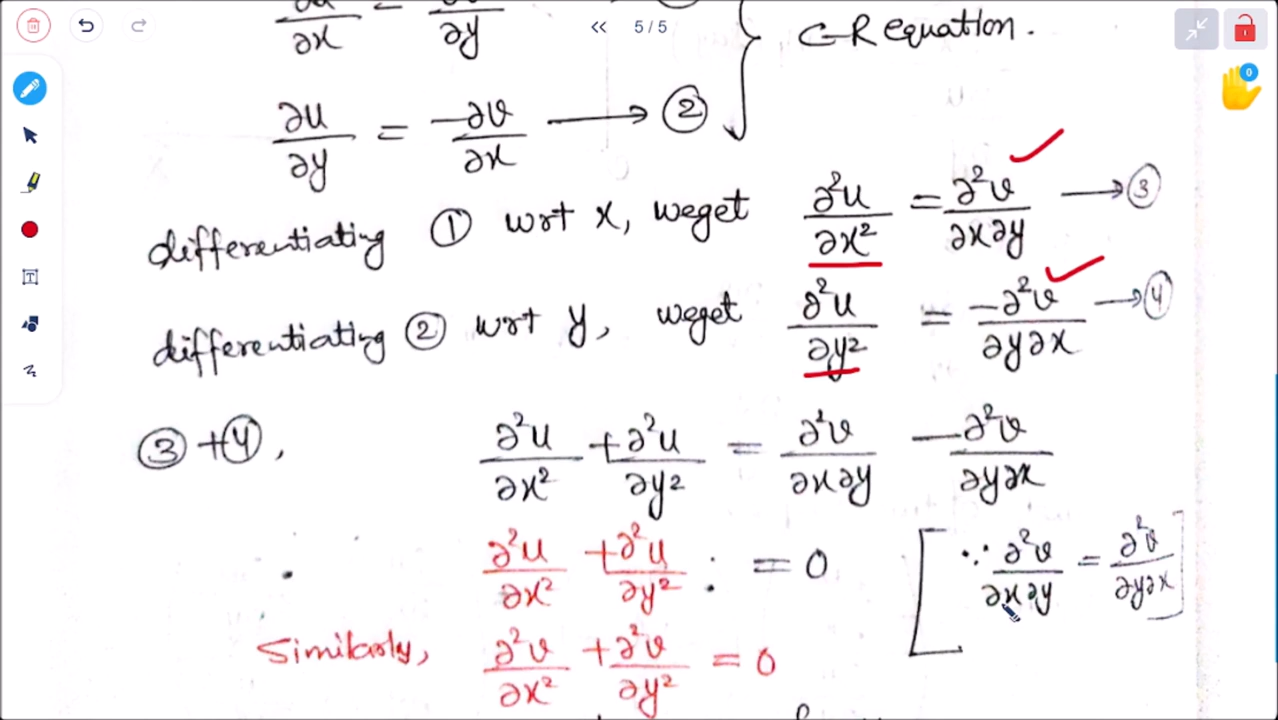 << 5/5
∂u/∂x = ∂v/∂y
C-R equation.
∂u/∂y = -∂v/∂x → ②
differentiating ① wrt x, we get ∂²u/∂x² = ∂²v/∂x∂y → ③
differentiating ② wrt y, we get ∂²u/∂y² = -∂²v/∂y∂x → ④
③ + ④, ∂²u/∂x² + ∂²u/∂y² = ∂²v/∂x∂y - ∂²v/∂y∂x
∂²u/∂x² + ∂²u/∂y² : = 0 [∵ ∂²v/∂x∂y = ∂²v/∂y∂x]
Similarly, ∂²v/∂x² + ∂²v/∂y² = 0
0